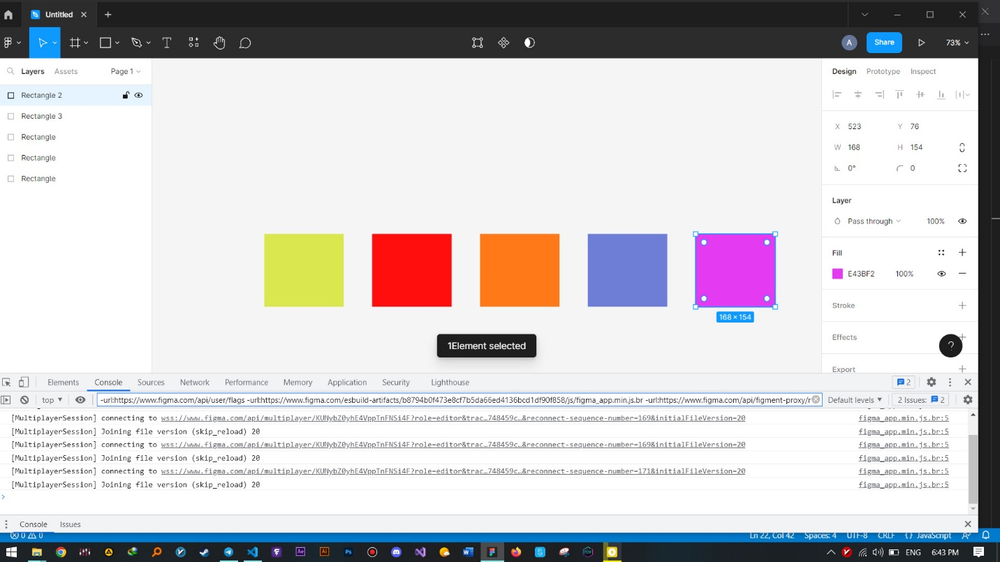 Untitled
A
Share
73%
Layers
Assets
Page 1
Design
Prototype
Inspect
Rectangle 2
Rectangle 3
Rectangle
Rectangle
Rectangle
X 523
Y 76
W 168
H 154
0°
0
Layer
Pass through
100%
Fill
E43BF2
100%
Stroke
Effects
Export
168 × 154
1Element selected
?
Elements
Console
Sources
Network
Performance
Memory
Application
Security
Lighthouse
2
top
-url:https://www.figma.com/api/user/flags -url:https://www.figma.com/esbuild-artifacts/b8794b0f473e8cf7b5da66ed4136bcd1df90f858/js/figma_app.min.js.br -url:https://www.figma.com/api/figment-proxy/r
Default levels
2 Issues:
2
[MultiplayerSession] connecting to wss://www.figma.com/api/multiplayer/KUNybZ0yhE4VppTnFNSi4F?role=editor&trac…748459c…&reconnect-sequence-number=169&initialFileVersion=20
figma_app.min.js.br:5
[MultiplayerSession] Joining file version (skip_reload) 20
figma_app.min.js.br:5
[MultiplayerSession] connecting to wss://www.figma.com/api/multiplayer/KUNybZ0yhE4VppTnFNSi4F?role=editor&trac…748459c…&reconnect-sequence-number=169&initialFileVersion=20
figma_app.min.js.br:5
[MultiplayerSession] Joining file version (skip_reload) 20
figma_app.min.js.br:5
[MultiplayerSession] connecting to wss://www.figma.com/api/multiplayer/KUNybZ0yhE4VppTnFNSi4F?role=editor&trac…748459c…&reconnect-sequence-number=171&initialFileVersion=20
figma_app.min.js.br:5
[MultiplayerSession] Joining file version (skip_reload) 20
figma_app.min.js.br:5
Console
Issues
0
0
Ln 22, Col 42
Spaces: 4
UTF-8
CRLF
{} JavaScript
Ae
Ai
Ps
ENG
6:43 PM